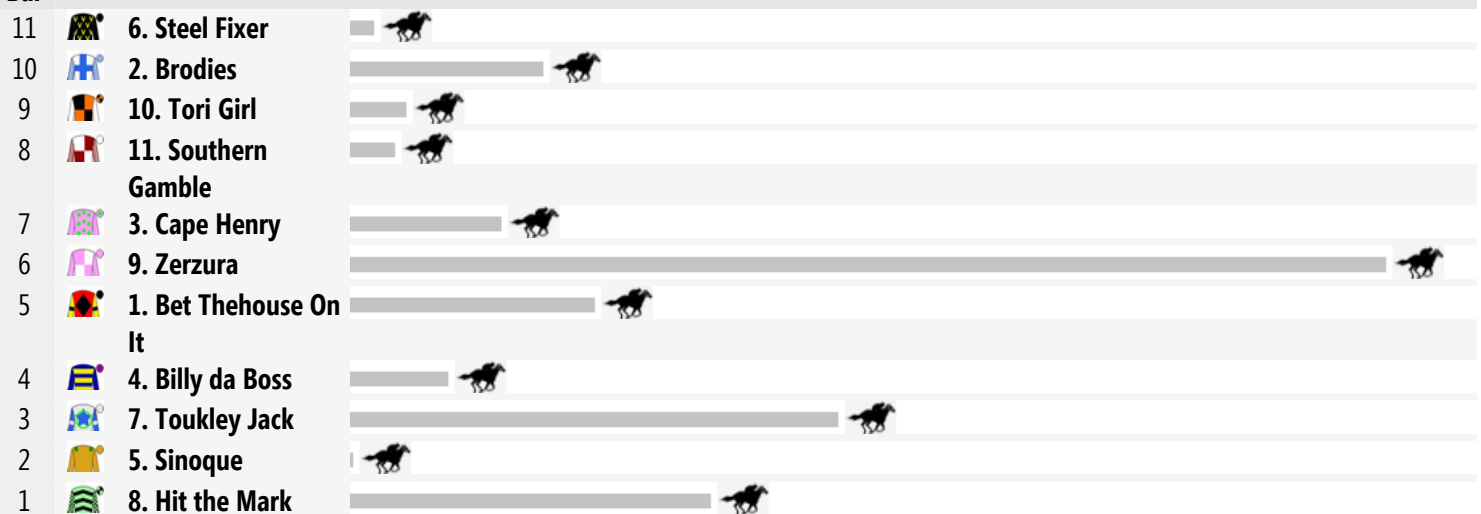 11 6. Steel Fixer
10 2. Brodies
9 10. Tori Girl
8 11. Southern
Gamble
7 3. Cape Henry
6 9. Zerzura
5 1. Bet Thehouse On
It
4 4. Billy da Boss
3 7. Toukley Jack
2 5. Sinoque
1 8. Hit the Mark